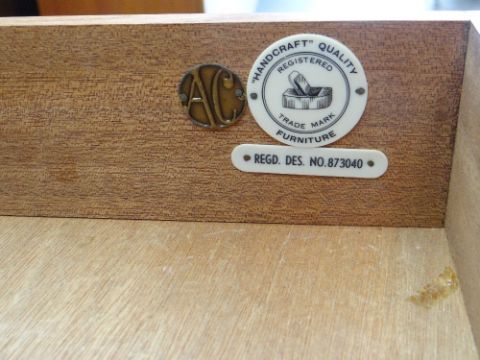 AC
"HANDCRAFT" QUALITY
REGISTERED
TRADE MARK
FURNITURE
REGD. DES. NO. 873040